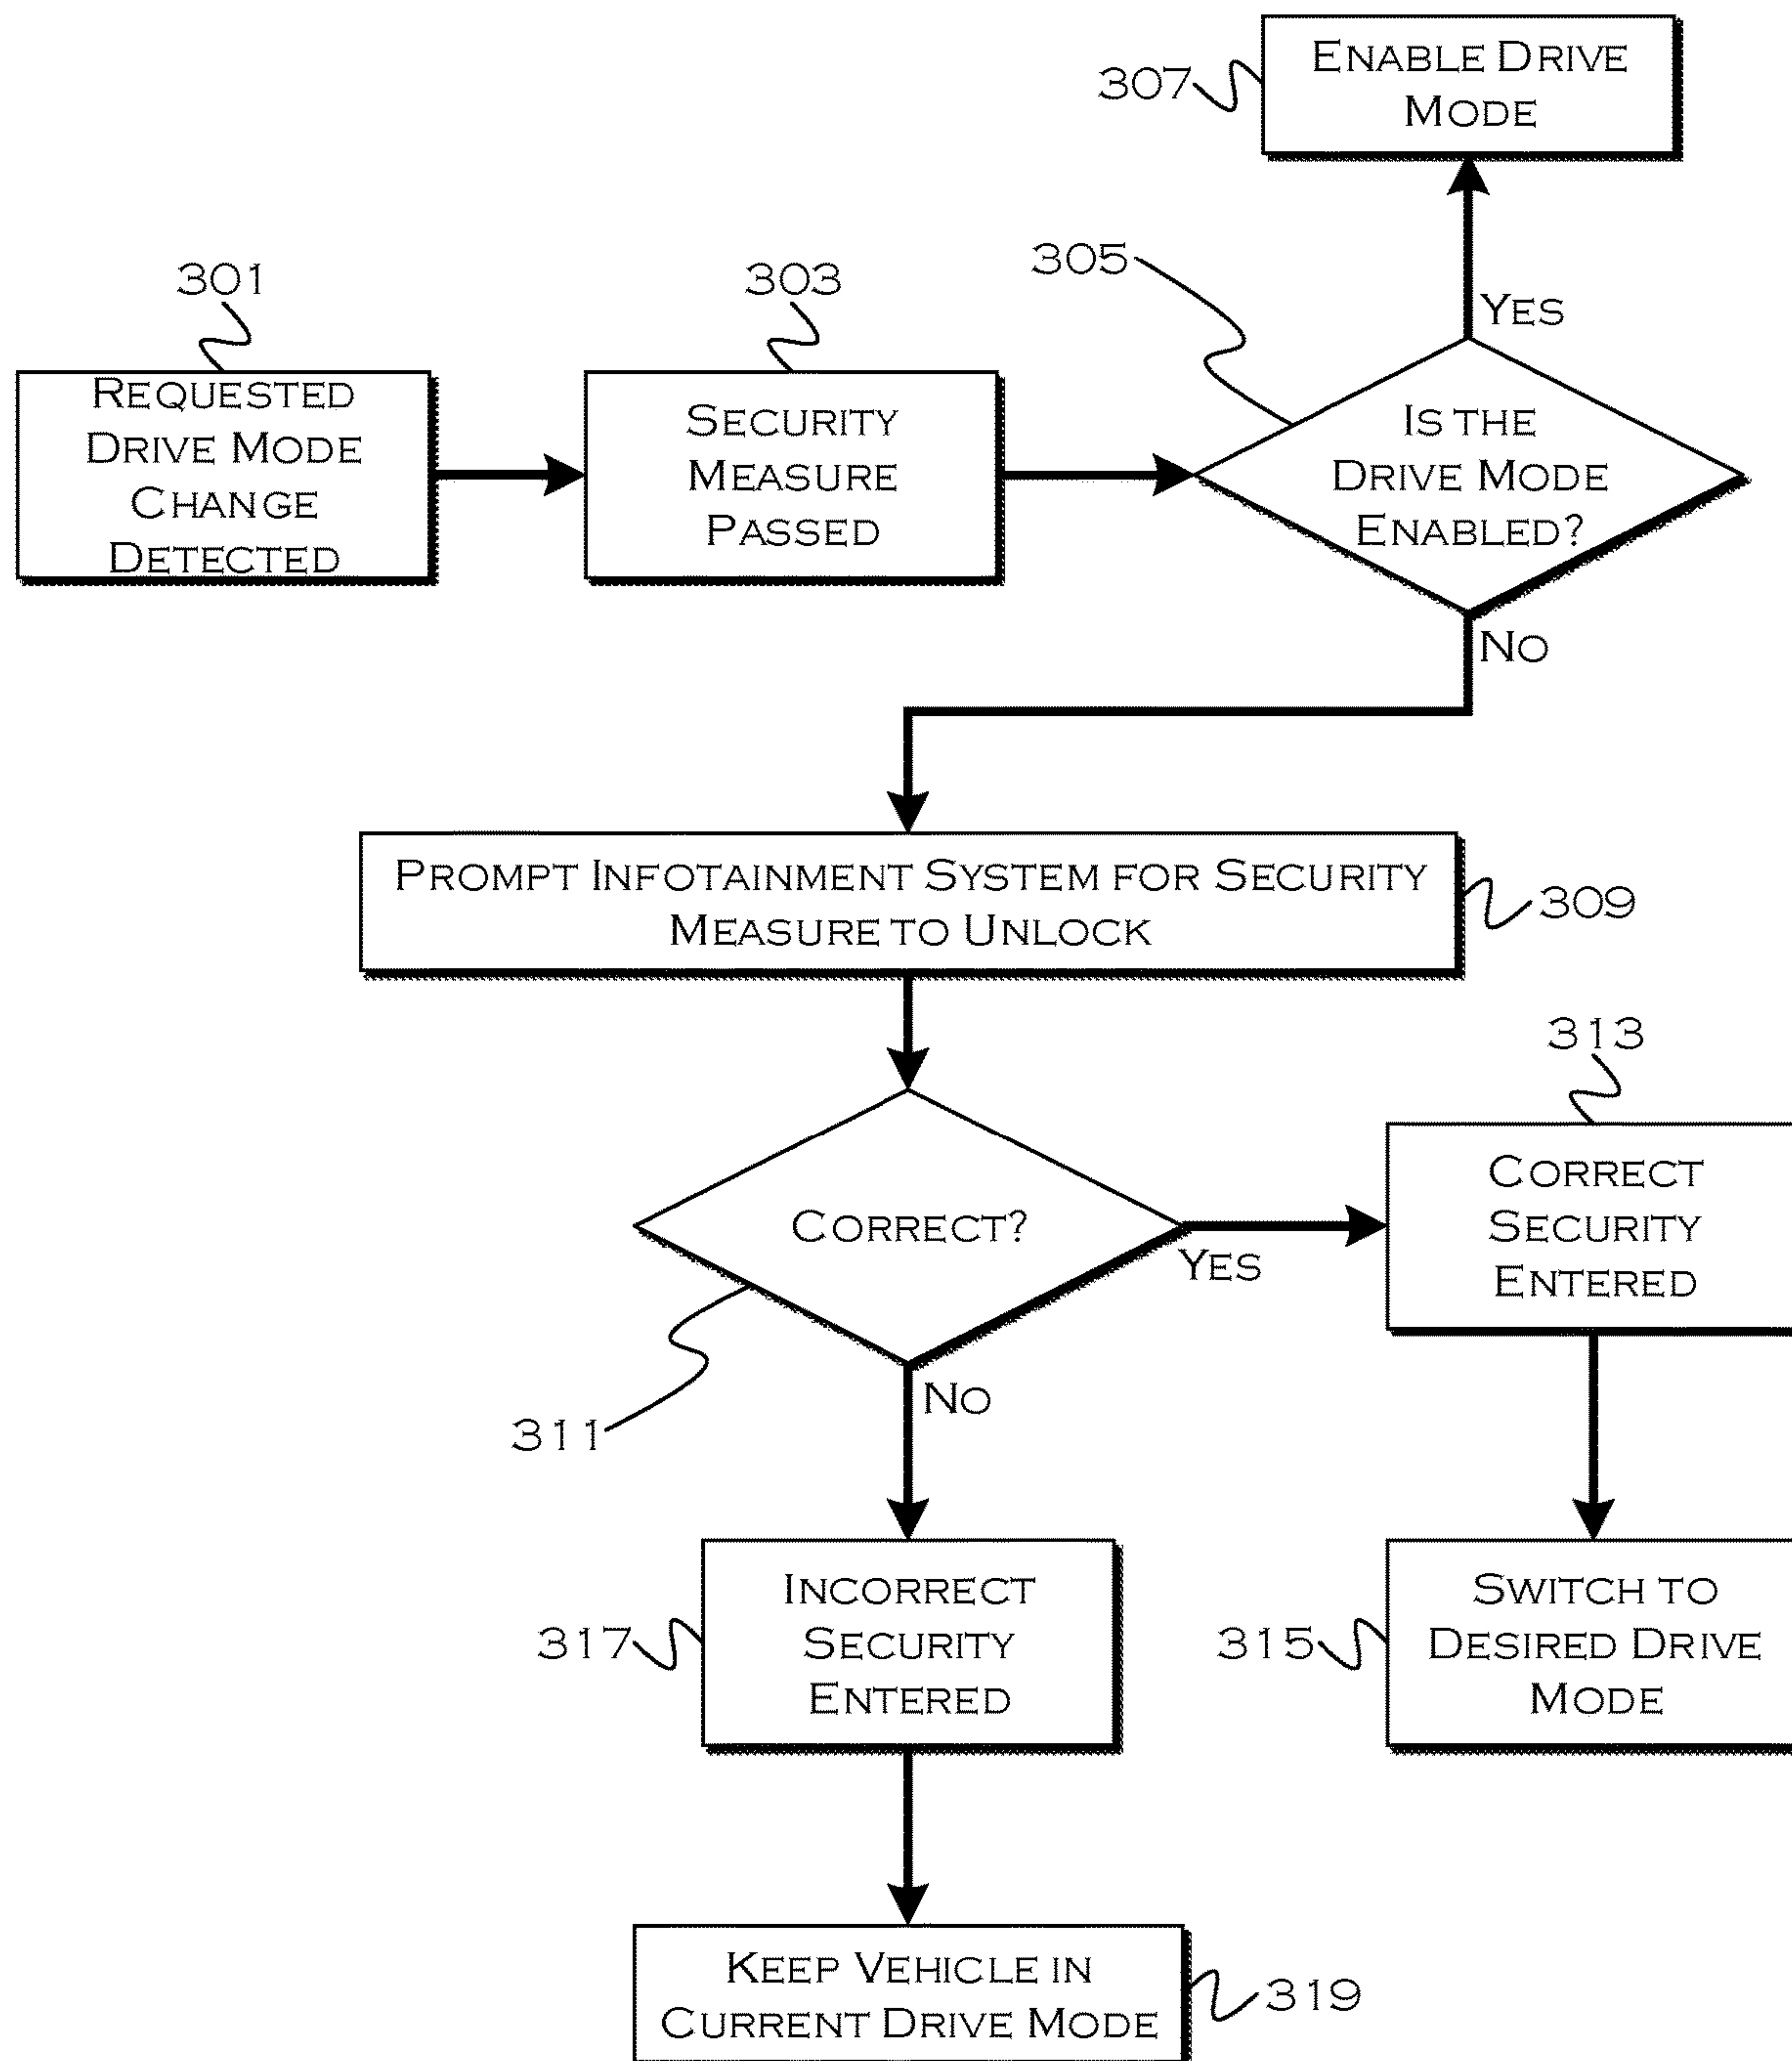 ENABLE DRIVE
MODE
307
301
303
305
YES
REQUESTED
DRIVE MODE
CHANGE
DETECTED
SECURITY
MEASURE
PASSED
IS THE
DRIVE MODE
ENABLED?
NO
PROMPT INFOTAINMENT SYSTEM FOR SECURITY
MEASURE TO UNLOCK
309
313
CORRECT?
YES
CORRECT
SECURITY
ENTERED
311
NO
INCORRECT
SECURITY
ENTERED
317
315
SWITCH TO
DESIRED DRIVE
MODE
KEEP VEHICLE IN
CURRENT DRIVE MODE
319